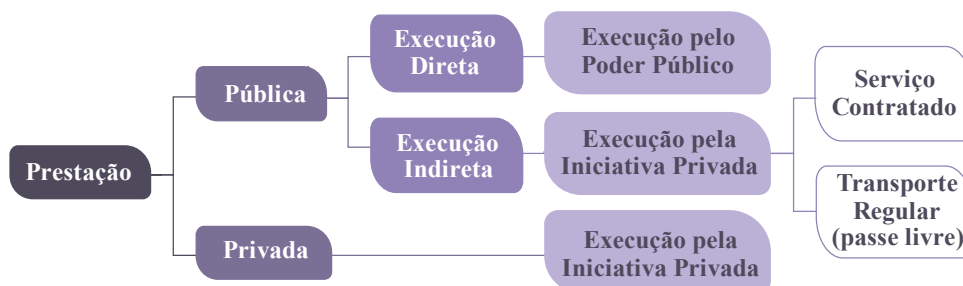 Prestação
Pública
Execução
Direta
Execução pelo
Poder Público
Execução
Indireta
Execução pela
Iniciativa Privada
Serviço
Contratado
Transporte
Regular
(passe livre)
Privada
Execução pela
Iniciativa Privada